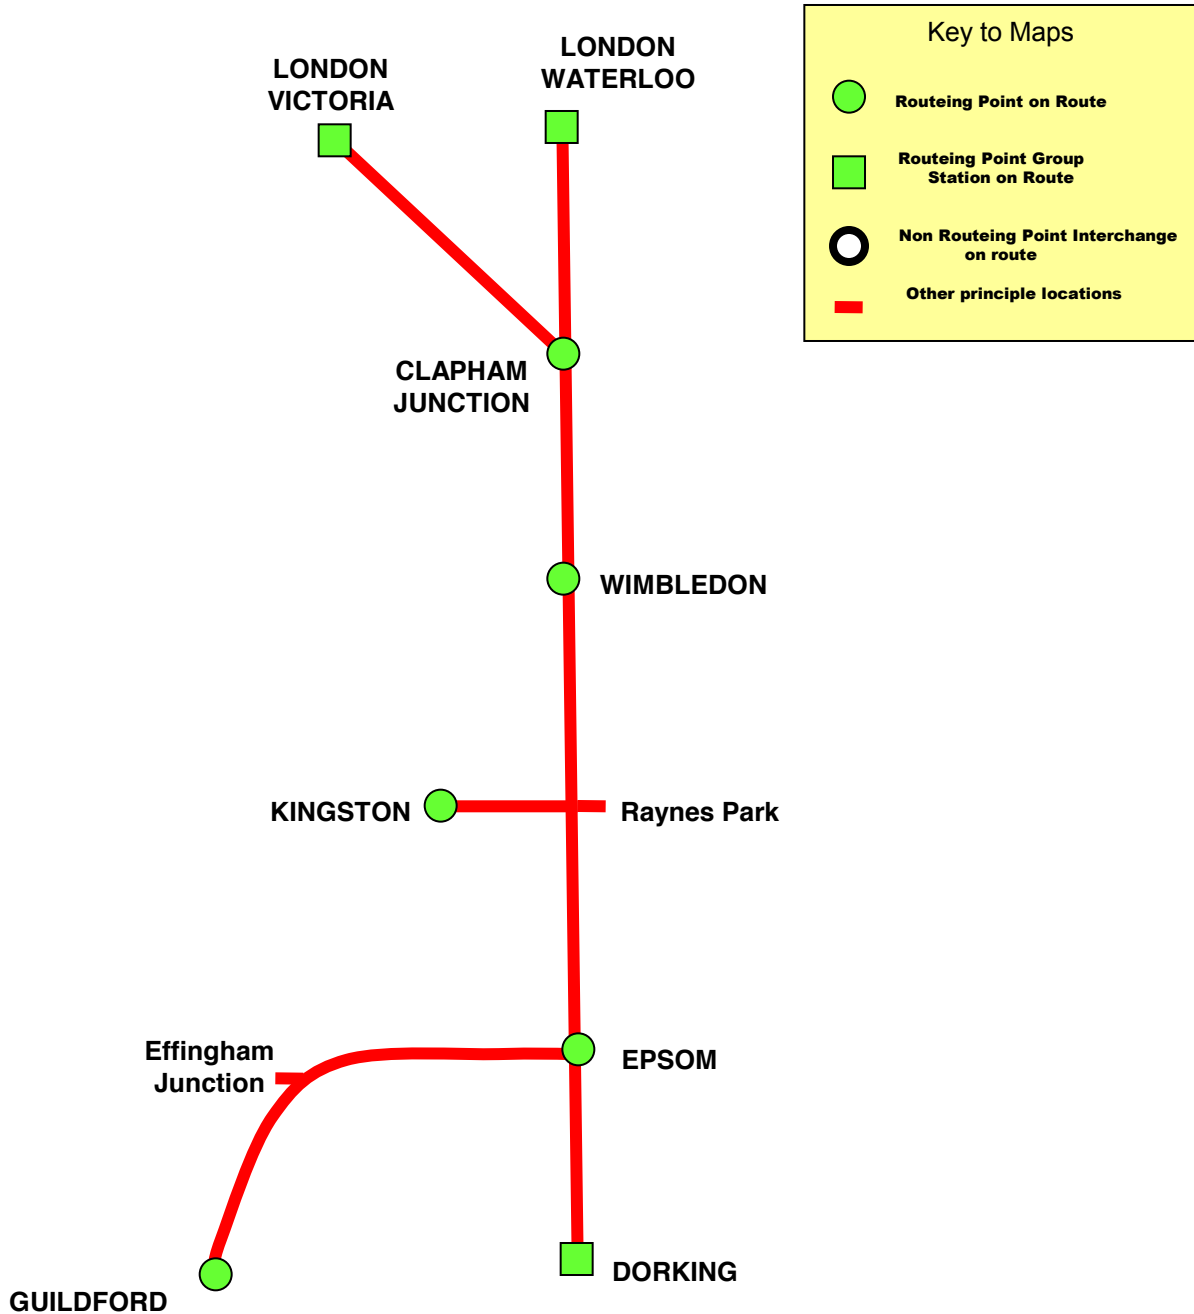 LONDON
VICTORIA
LONDON
WATERLOO
Key to Maps
Routeing Point on Route
Routeing Point Group
Station on Route
Non Routeing Point Interchange
on route
Other principle locations
CLAPHAM
JUNCTION
WIMBLEDON
KINGSTON
Raynes Park
Effingham
Junction
EPSOM
DORKING
GUILDFORD